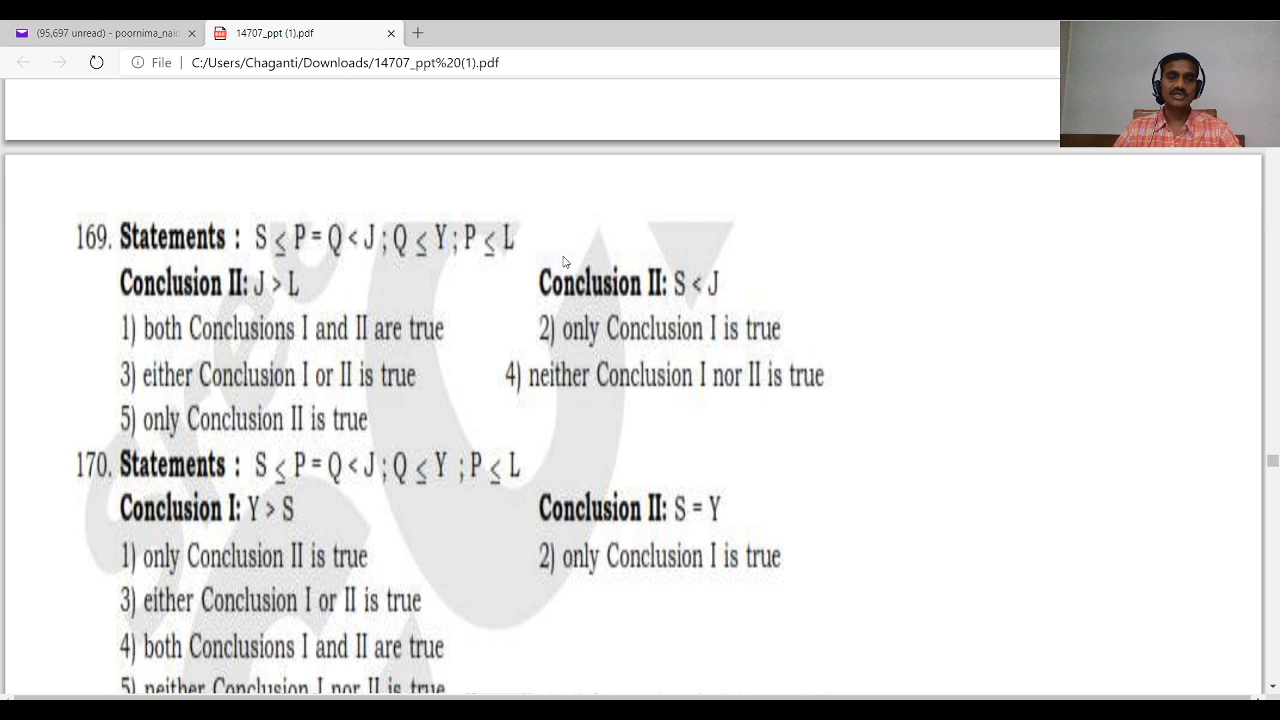 (95,697 unread) - poornima_naid
14707_ppt (1).pdf
File | C:/Users/Chaganti/Downloads/14707_ppt%20(1).pdf
169. Statements : S ≤ P = Q < J ; Q ≤ Y ; P ≤ L
Conclusion II: J > L Conclusion II: S < J
1) both Conclusions I and II are true 2) only Conclusion I is true
3) either Conclusion I or II is true 4) neither Conclusion I nor II is true
5) only Conclusion II is true
170. Statements : S ≤ P = Q < J ; Q ≤ Y ; P ≤ L
Conclusion I: Y > S Conclusion II: S = Y
1) only Conclusion II is true 2) only Conclusion I is true
3) either Conclusion I or II is true
4) both Conclusions I and II are true
5) neither Conclusion I nor II is true